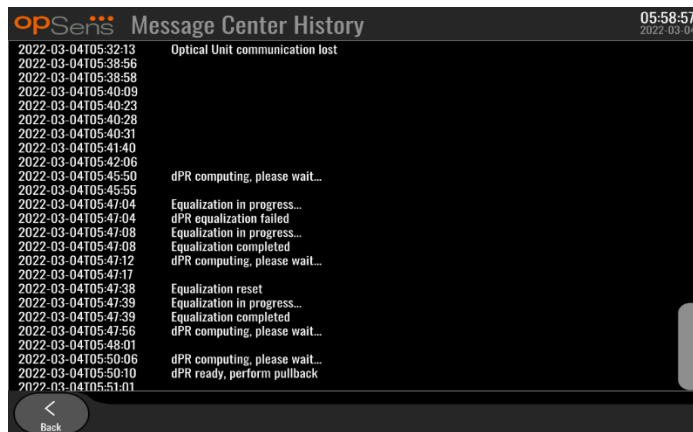 opSens Message Center History 05:58:57
2022-03-04
2022-03-04T05:32:13 Optical Unit communication lost
2022-03-04T05:38:56
2022-03-04T05:38:58
2022-03-04T05:40:09
2022-03-04T05:40:23
2022-03-04T05:40:28
2022-03-04T05:40:31
2022-03-04T05:41:40
2022-03-04T05:42:06
2022-03-04T05:45:50 dPR computing, please wait...
2022-03-04T05:45:55
2022-03-04T05:47:04 Equalization in progress...
2022-03-04T05:47:04 dPR equalization failed
2022-03-04T05:47:08 Equalization in progress...
2022-03-04T05:47:08 Equalization completed
2022-03-04T05:47:12 dPR computing, please wait...
2022-03-04T05:47:17
2022-03-04T05:47:38 Equalization reset
2022-03-04T05:47:39 Equalization in progress...
2022-03-04T05:47:39 Equalization completed
2022-03-04T05:47:56 dPR computing, please wait...
2022-03-04T05:48:01
2022-03-04T05:50:06 dPR computing, please wait...
2022-03-04T05:50:10 dPR ready, perform pullback
2022-03-04T05:51:01
Back